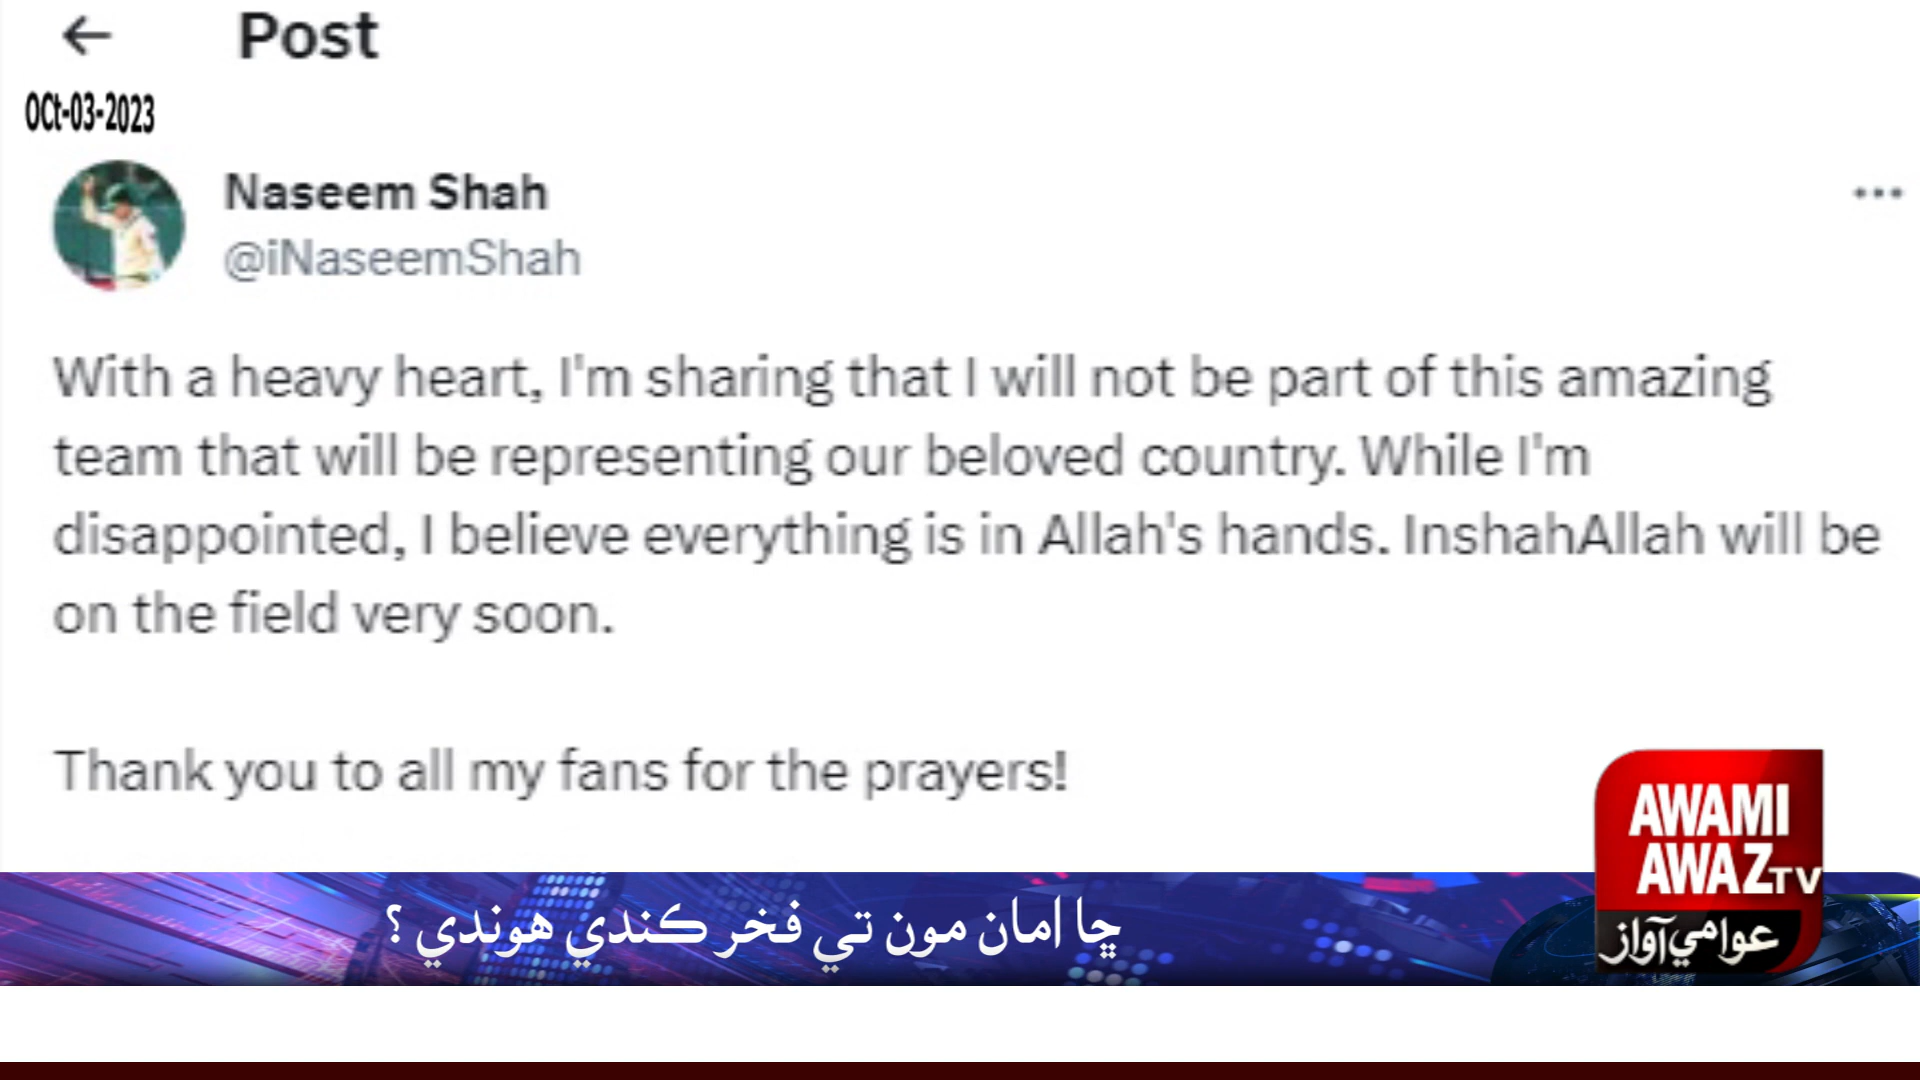 Post
OCt-03-2023
Naseem Shah
@iNaseemShah
With a heavy heart, I'm sharing that I will not be part of this amazing
team that will be representing our beloved country. While I'm
disappointed, I believe everything is in Allah's hands. InshahAllah will be
on the field very soon.
Thank you to all my fans for the prayers!
AWAMI
AWAZTV
عوامي آواز
ڇا امان مون تي فخر ڪندي هوندي ؟